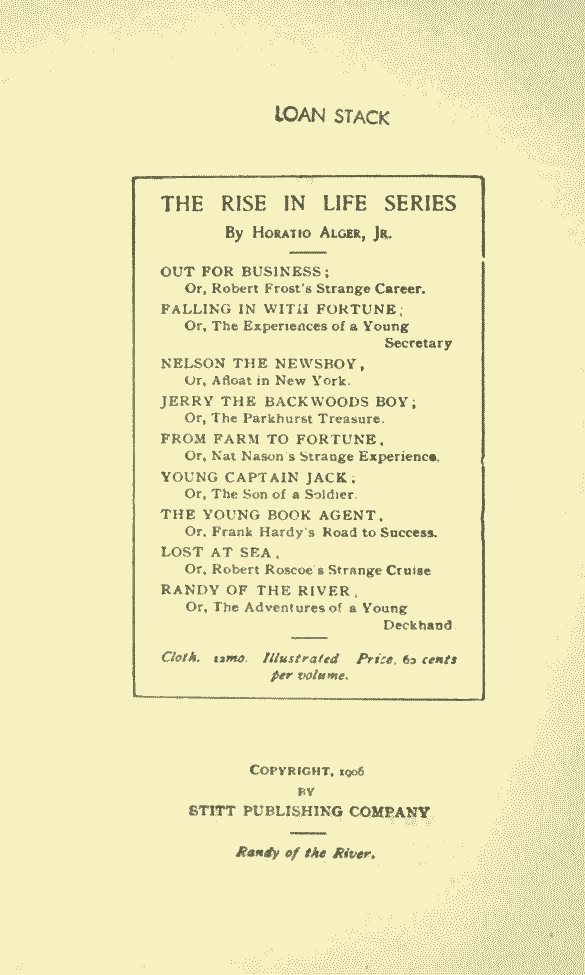 LOAN STACK
THE RISE IN LIFE SERIES
By HORATIO ALGER, JR.
OUT FOR BUSINESS;
Or, Robert Frost's Strange Career.
FALLING IN WITH FORTUNE;
Or, The Experiences of a Young
Secretary
NELSON THE NEWSBOY,
Or, Afloat in New York.
JERRY THE BACKWOODS BOY;
Or, The Parkhurst Treasure.
FROM FARM TO FORTUNE,
Or, Nat Nason s Strange Experience.
YOUNG CAPTAIN JACK;
Or, The Son of a Soldier.
THE YOUNG BOOK AGENT,
Or, Frank Hardy's Road to Success.
LOST AT SEA,
Or, Robert Roscoe's Strange Cruise
RANDY OF THE RIVER,
Or, The Adventures of a Young
Deckhand
Cloth. 12mo. Illustrated Price, 60 cents
per volume.
COPYRIGHT, 1906
BY
STITT PUBLISHING COMPANY
Randy of the River.